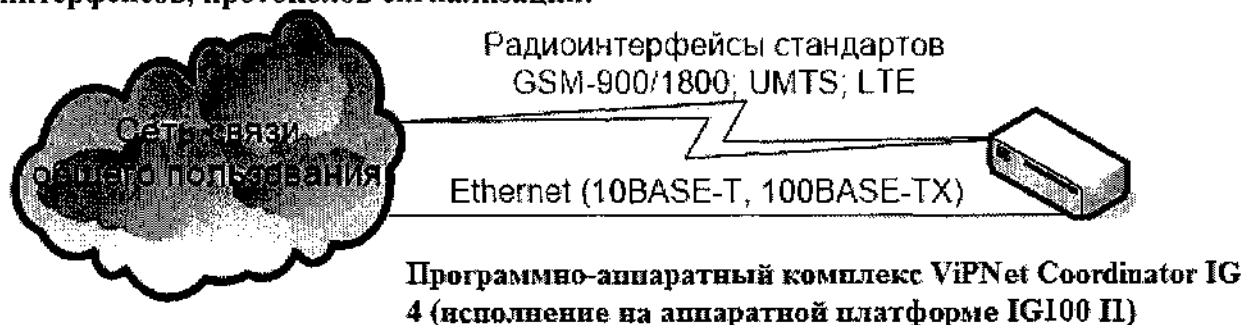 интерфейсов, протоколов сигнализации:
Радиоинтерфейсы стандартов
GSM-900/1800; UMTS; LTE
Сеть связи
общего пользования
Ethernet (10BASE-T, 100BASE-TX)
Программно-аппаратный комплекс ViPNet Coordinator IG
4 (исполнение на аппаратной платформе IG100 II)